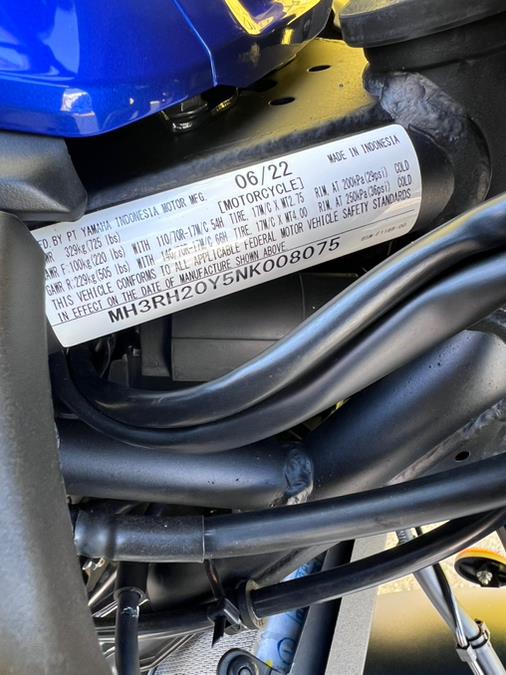 06/22 MADE IN INDONESIA
ED BY PT YAMAHA INDONESIA MOTOR MFG. [MOTORCYCLE]
WR 329kg(725 lbs)
WR F:100kg(220 lbs) WITH 110/70R-17M/C 54H TIRE, 17M/C X MT2.75 RIM, AT 200kPa(29psi) COLD
GAWR R:229kg(505 lbs) WITH 140/70R-17M/C 66H TIRE, 17M/C X MT4.00 RIM, AT 250kPa(36psi) COLD
THIS VEHICLE CONFORMS TO ALL APPLICABLE FEDERAL MOTOR VEHICLE SAFETY STANDARDS
IN EFFECT ON THE DATE OF MANUFACTURE SHOWN ABOVE
MH3RH20Y5NK008075